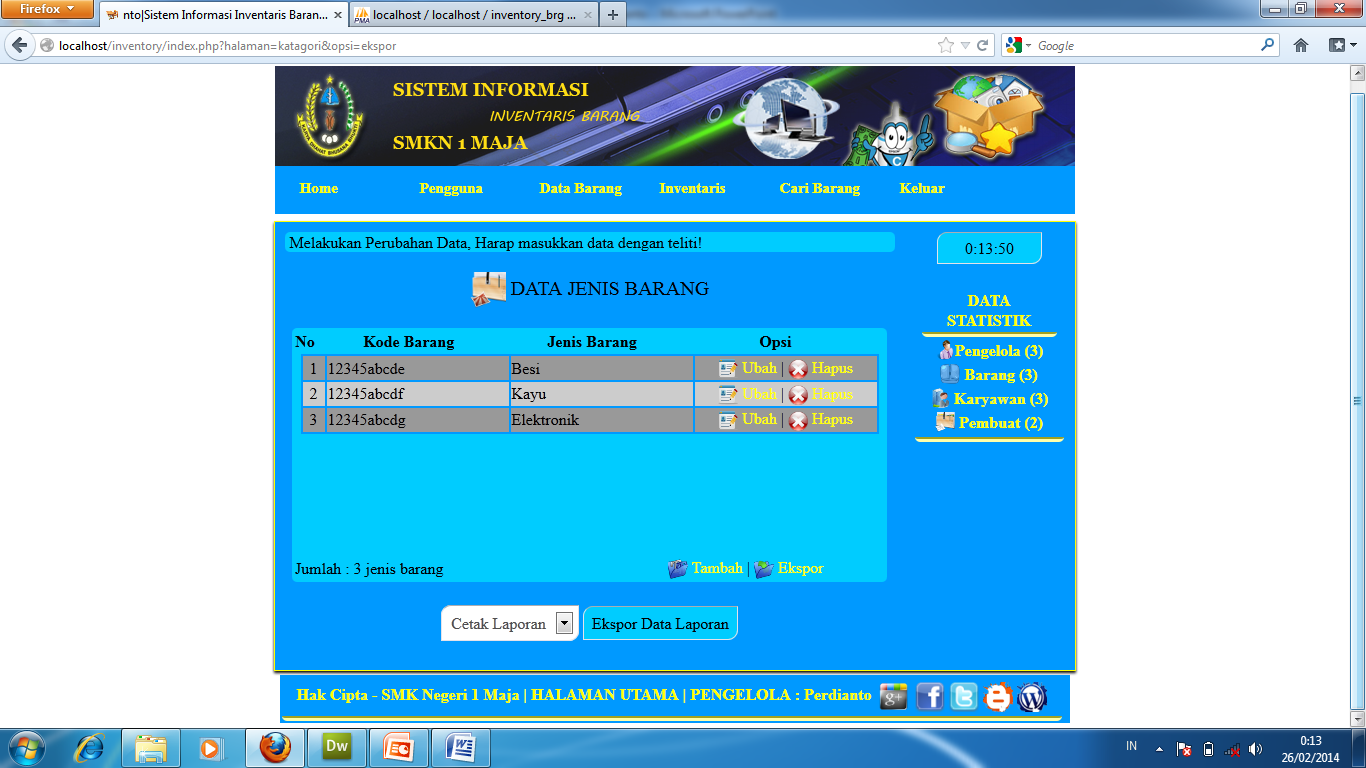 Firefox
nto|Sistem Informasi Inventaris Baran...
PMA localhost / localhost / inventory_brg ...
localhost/inventory/index.php?halaman=katagori&opsi=ekspor
Google
SISTEM INFORMASI
INVENTARIS BARANG
SMKN 1 MAJA
Home Pengguna Data Barang Inventaris Cari Barang Keluar
Melakukan Perubahan Data, Harap masukkan data dengan teliti!
0:13:50
DATA JENIS BARANG
No Kode Barang Jenis Barang Opsi
1 12345abcde Besi Ubah | Hapus
2 12345abcdf Kayu Ubah | Hapus
3 12345abcdg Elektronik Ubah | Hapus
Jumlah : 3 jenis barang Tambah | Ekspor
Cetak Laporan Ekspor Data Laporan
DATA
STATISTIK
Pengelola (3)
Barang (3)
Karyawan (3)
Pembuat (2)
Hak Cipta - SMK Negeri 1 Maja | HALAMAN UTAMA | PENGELOLA : Perdianto
Dw
IN
0:13
26/02/2014